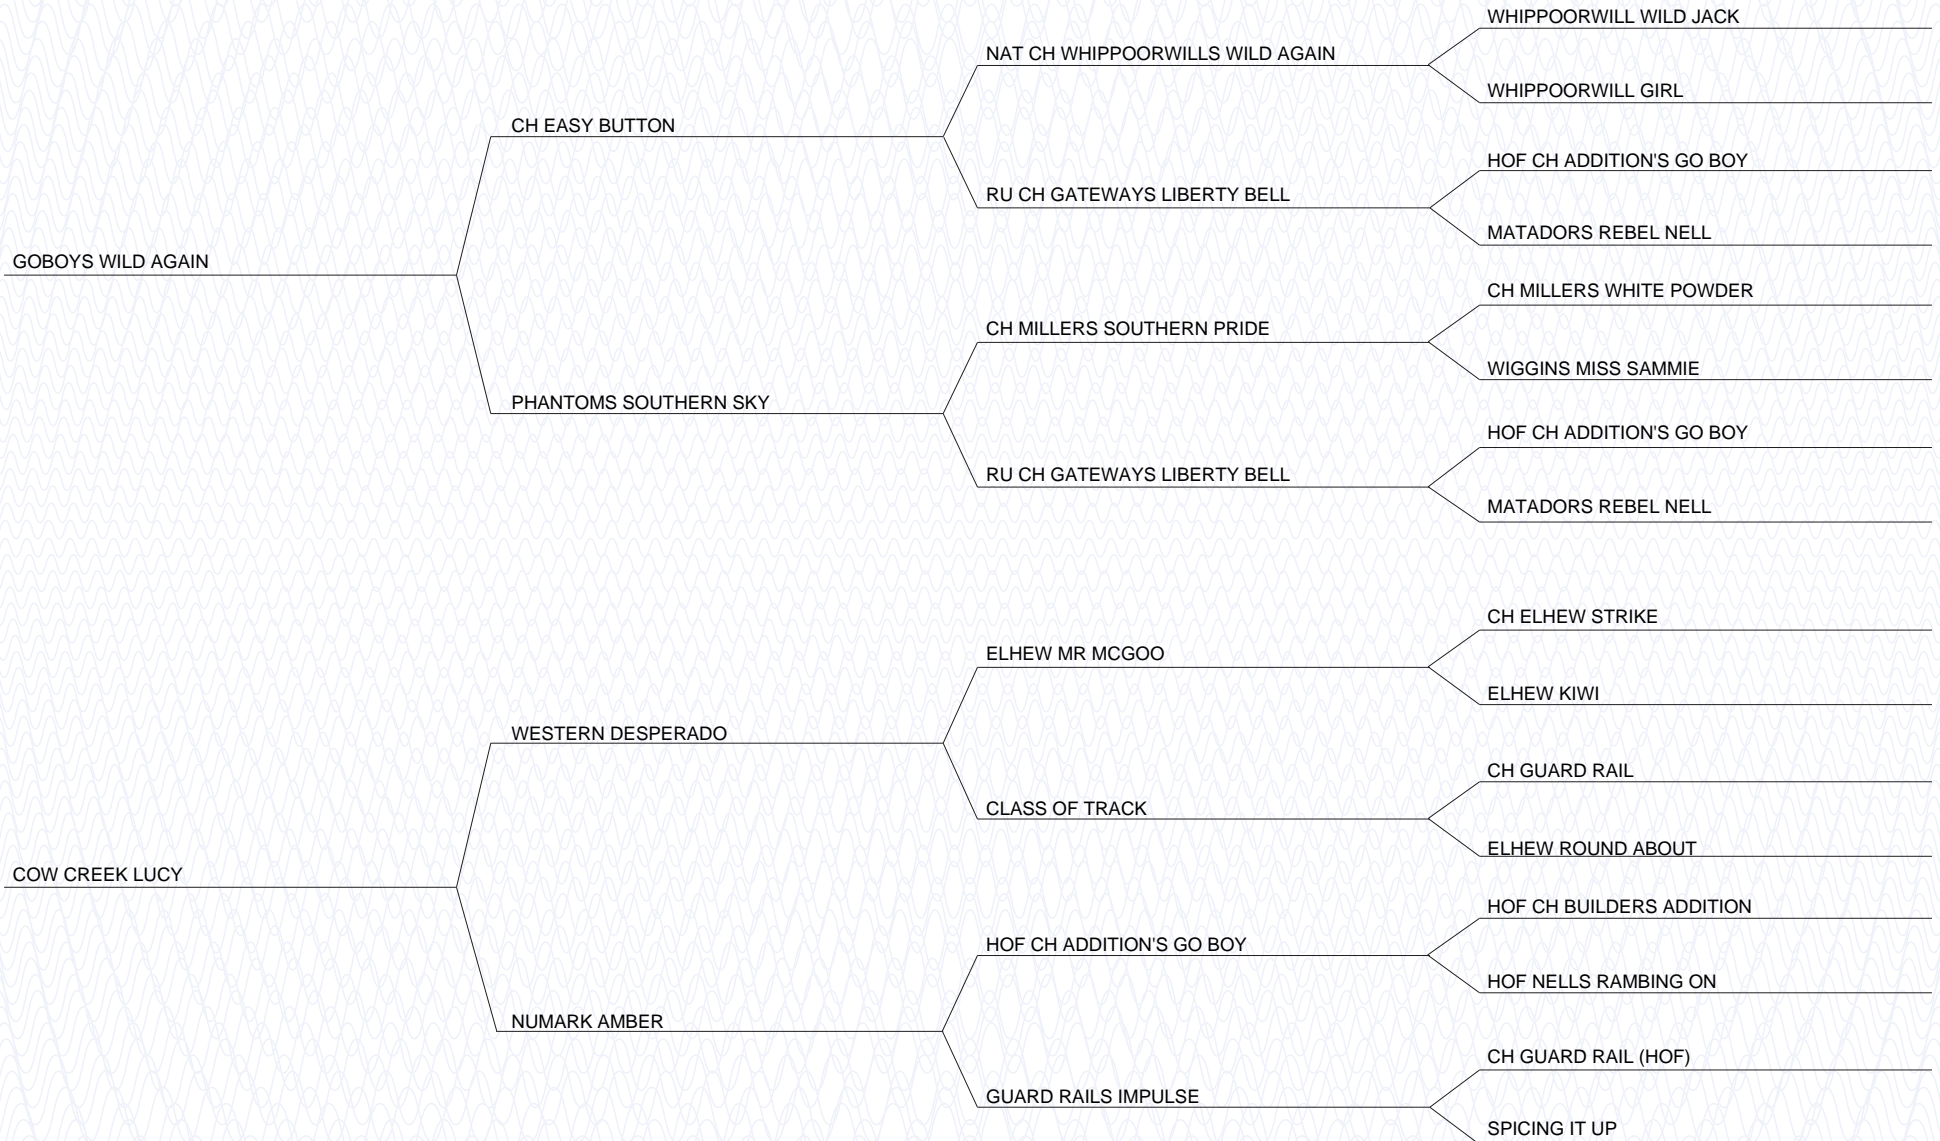 WHIPPOORWILL WILD JACK
NAT CH WHIPPOORWILLS WILD AGAIN
WHIPPOORWILL GIRL
CH EASY BUTTON
HOF CH ADDITION'S GO BOY
RU CH GATEWAYS LIBERTY BELL
MATADORS REBEL NELL
GOBOYS WILD AGAIN
CH MILLERS WHITE POWDER
CH MILLERS SOUTHERN PRIDE
WIGGINS MISS SAMMIE
PHANTOMS SOUTHERN SKY
HOF CH ADDITION'S GO BOY
RU CH GATEWAYS LIBERTY BELL
MATADORS REBEL NELL
CH ELHEW STRIKE
ELHEW MR MCGOO
ELHEW KIWI
WESTERN DESPERADO
CH GUARD RAIL
CLASS OF TRACK
ELHEW ROUND ABOUT
COW CREEK LUCY
HOF CH BUILDERS ADDITION
HOF CH ADDITION'S GO BOY
HOF NELLS RAMBING ON
NUMARK AMBER
CH GUARD RAIL (HOF)
GUARD RAILS IMPULSE
SPICING IT UP